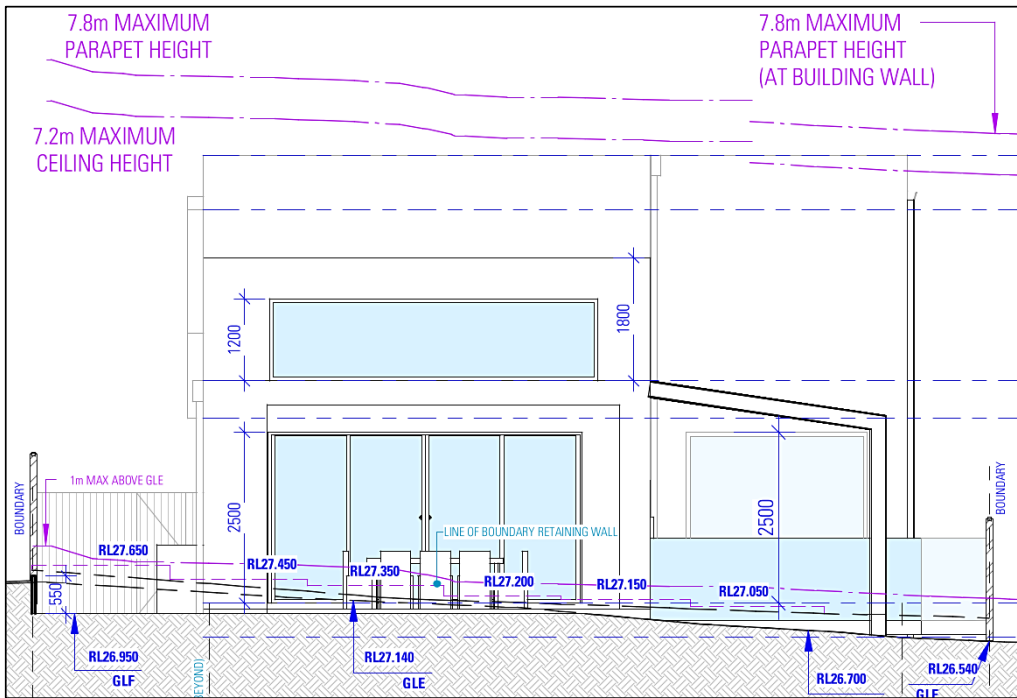 7.8m MAXIMUM
PARAPET HEIGHT
7.8m MAXIMUM
PARAPET HEIGHT
(AT BUILDING WALL)
7.2m MAXIMUM
CEILING HEIGHT
1200
1800
BOUNDARY
1m MAX ABOVE GLE
2500
2500
BOUNDARY
LINE OF BOUNDARY RETAINING WALL
RL27.650
RL27.450
RL27.350
RL27.200
RL27.150
RL27.050
550
RL26.950
GLF
BEYOND)
RL27.140
GLE
RL26.700
RL26.540